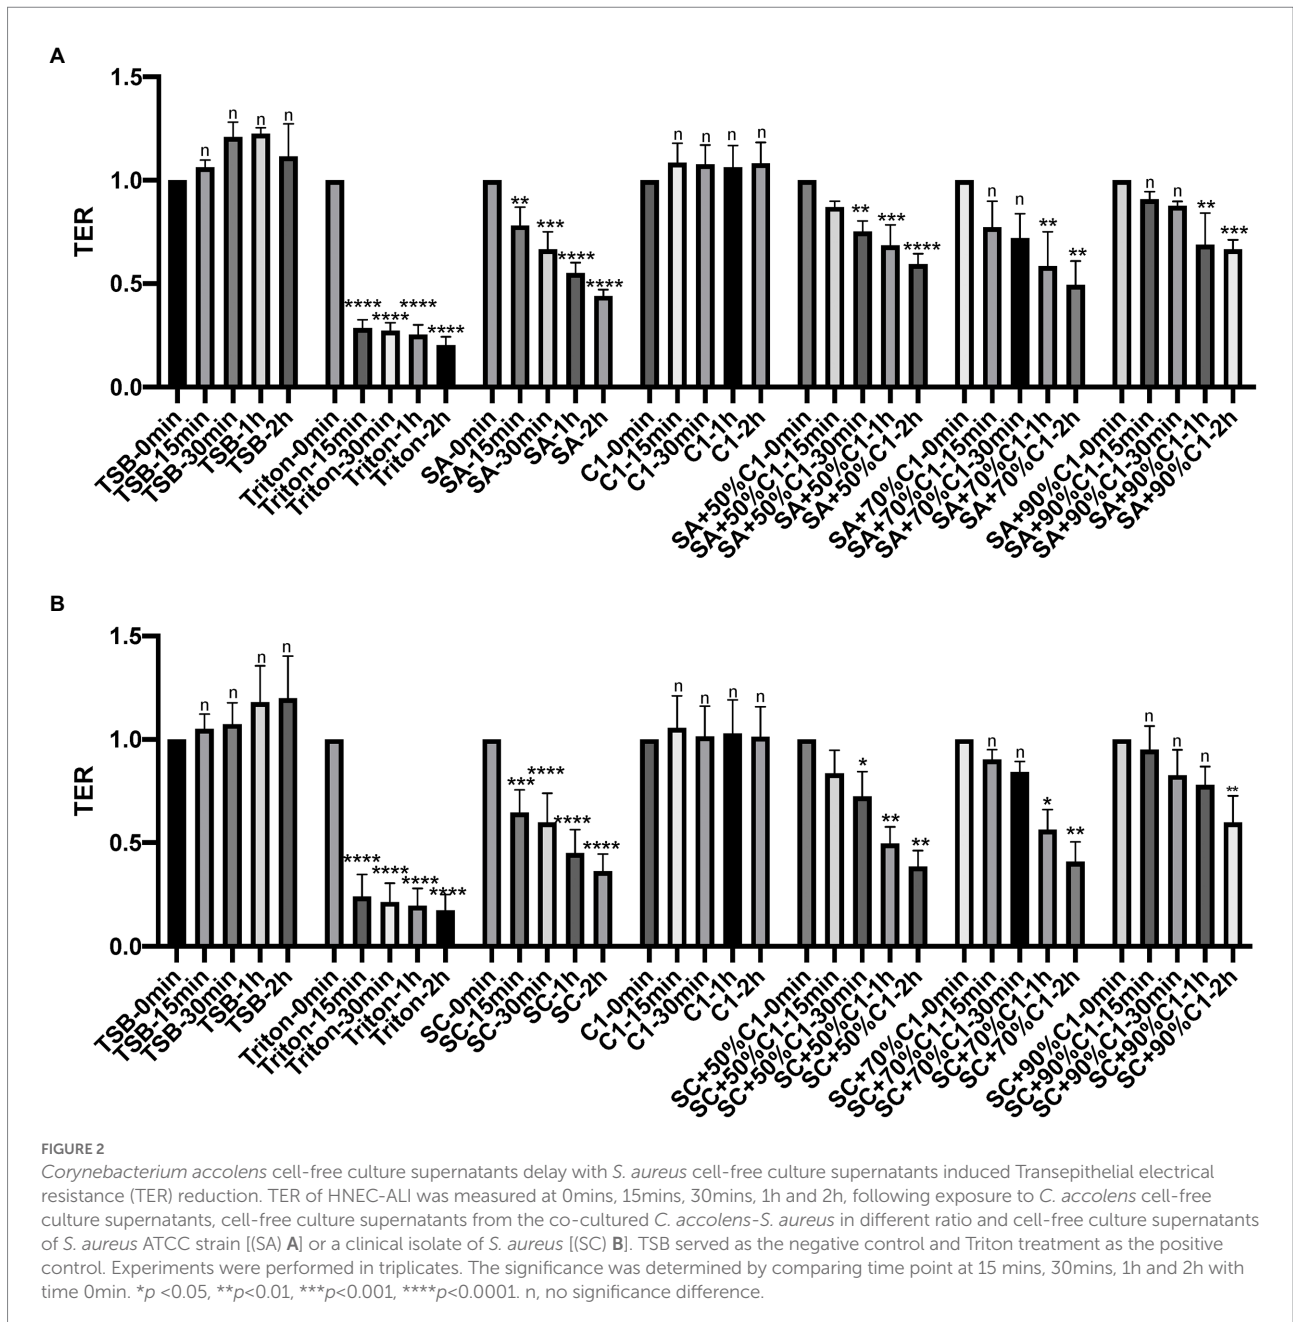 A
1.5
1.0
0.5
0.0
TER
n n n n
**** **** **** ****
** *** **** ****
n n n n
** *** ****
n n ** **
n n ** ***
TSB-0min
TSB-15min
TSB-30min
TSB-1h
TSB-2h
Triton-0min
Triton-15min
Triton-30min
Triton-1h
Triton-2h
SA-0min
SA-15min
SA-30min
SA-1h
SA-2h
C1-0min
C1-15min
C1-30min
C1-1h
C1-2h
SA+50%C1-0min
SA+50%C1-15min
SA+50%C1-30min
SA+50%C1-1h
SA+50%C1-2h
SA+70%C1-0min
SA+70%C1-15min
SA+70%C1-30min
SA+70%C1-1h
SA+70%C1-2h
SA+90%C1-0min
SA+90%C1-15min
SA+90%C1-30min
SA+90%C1-1h
SA+90%C1-2h
B
1.5
1.0
0.5
0.0
TER
n n n n
**** **** **** ****
*** **** **** ****
n n n n
* ** **
n n * **
n n n **
TSB-0min
TSB-15min
TSB-30min
TSB-1h
TSB-2h
Triton-0min
Triton-15min
Triton-30min
Triton-1h
Triton-2h
SC-0min
SC-15min
SC-30min
SC-1h
SC-2h
C1-0min
C1-15min
C1-30min
C1-1h
C1-2h
SC+50%C1-0min
SC+50%C1-15min
SC+50%C1-30min
SC+50%C1-1h
SC+50%C1-2h
SC+70%C1-0min
SC+70%C1-15min
SC+70%C1-30min
SC+70%C1-1h
SC+70%C1-2h
SC+90%C1-0min
SC+90%C1-15min
SC+90%C1-30min
SC+90%C1-1h
SC+90%C1-2h
FIGURE 2
Corynebacterium accolens cell-free culture supernatants delay with S. aureus cell-free culture supernatants induced Transepithelial electrical
resistance (TER) reduction. TER of HNEC-ALI was measured at 0mins, 15mins, 30mins, 1h and 2h, following exposure to C. accolens cell-free
culture supernatants, cell-free culture supernatants from the co-cultured C. accolens-S. aureus in different ratio and cell-free culture supernatants
of S. aureus ATCC strain [(SA) A] or a clinical isolate of S. aureus [(SC) B]. TSB served as the negative control and Triton treatment as the positive
control. Experiments were performed in triplicates. The significance was determined by comparing time point at 15 mins, 30mins, 1h and 2h with
time 0min. *p <0.05, **p<0.01, ***p<0.001, ****p<0.0001. n, no significance difference.